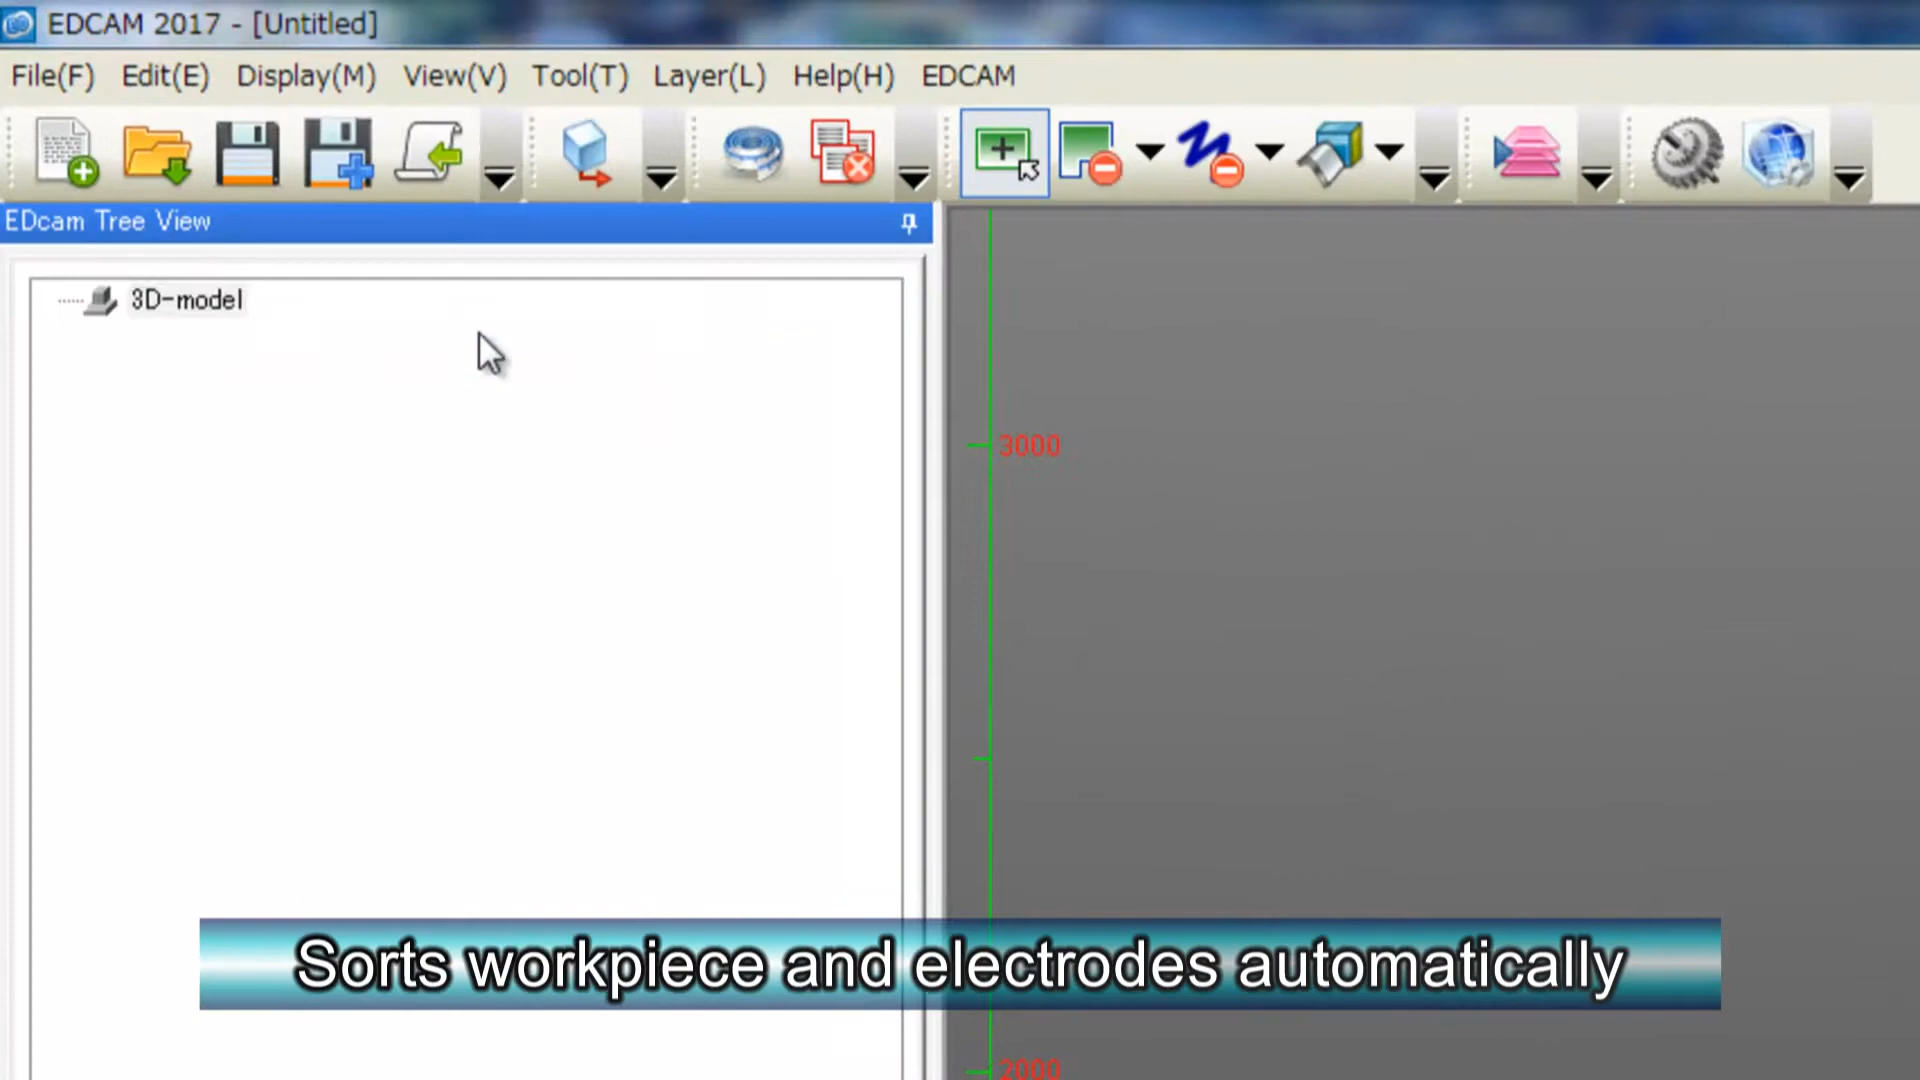 EDCAM 2017 - [Untitled]
File(F) Edit(E) Display(M) View(V) Tool(T) Layer(L) Help(H) EDCAM
EDcam Tree View
3D-model
3000
Sorts workpiece and electrodes automatically
2000